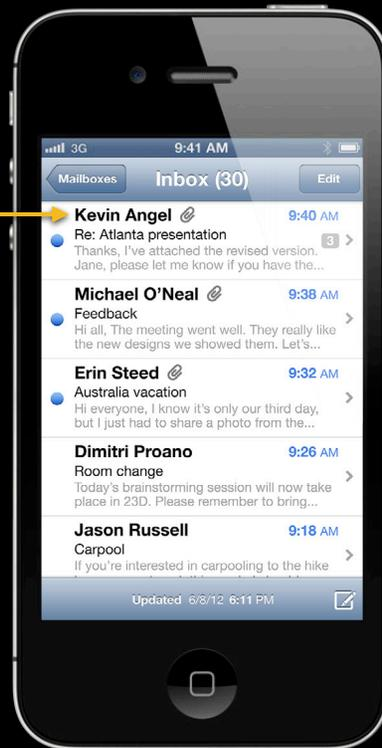 3G 9:41 AM
Mailboxes Inbox (30) Edit
Kevin Angel 9:40 AM
Re: Atlanta presentation
Thanks, I've attached the revised version. 3
Jane, please let me know if you have the...
Michael O'Neal 9:38 AM
Feedback
Hi all, The meeting went well. They really like
the new designs we showed them. Let's...
Erin Steed 9:32 AM
Australia vacation
Hi everyone, I know it's only our third day,
but I just had to share a photo from the...
Dimitri Proano 9:26 AM
Room change
Today's brainstorming session will now take
place in 23D. Please remember to bring...
Jason Russell 9:18 AM
Carpool
If you're interested in carpooling to the hike
Updated 6/8/12 6:11 PM